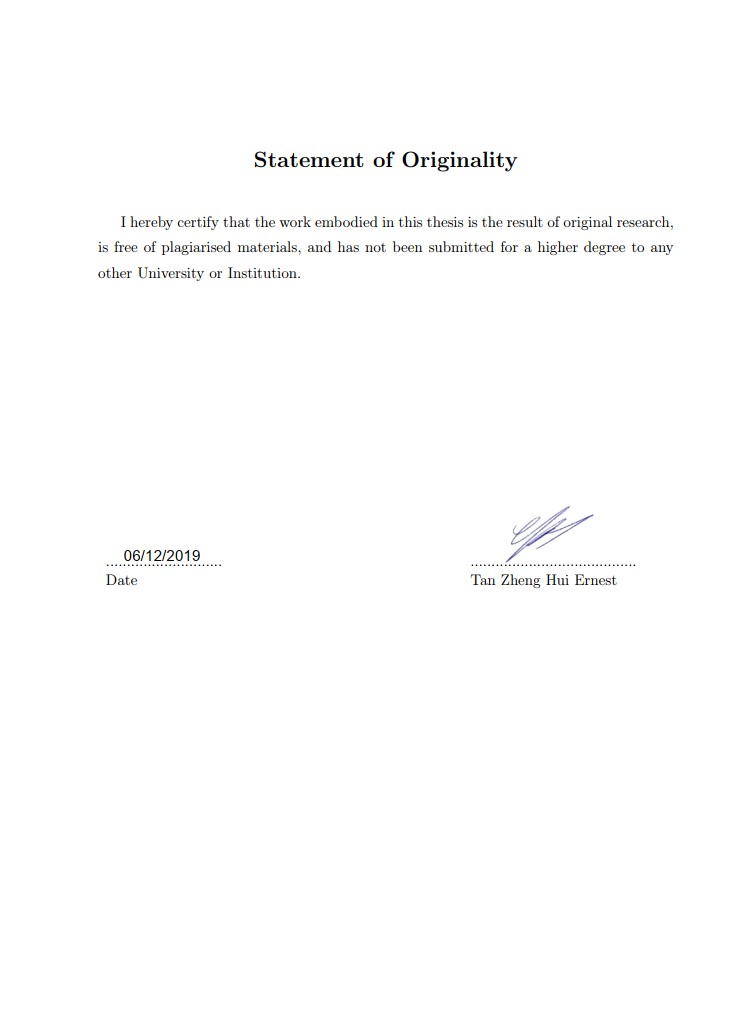 Statement of Originality
I hereby certify that the work embodied in this thesis is the result of original research,
is free of plagiarised materials, and has not been submitted for a higher degree to any
other University or Institution.
06/12/2019
Date
Tan Zheng Hui Ernest